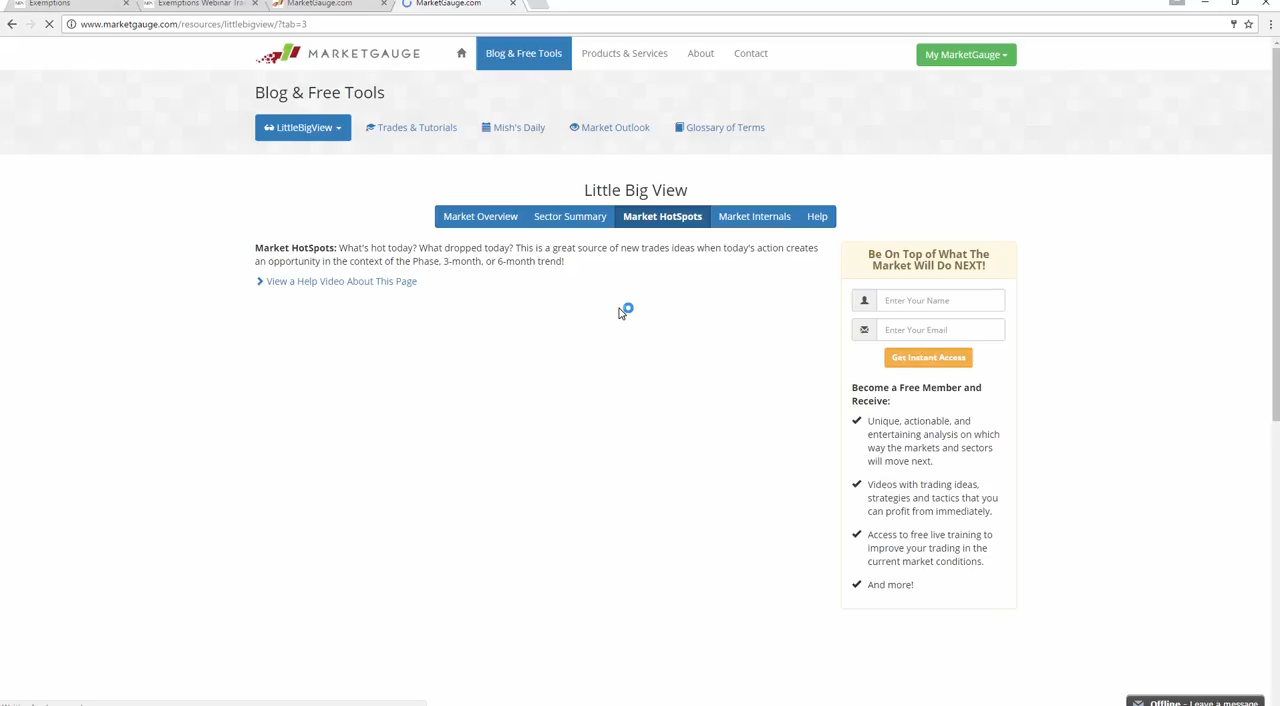 Exemptions
Exemptions Webinar Tra
MarketGauge.com
MarketGauge.com
www.marketgauge.com/resources/littlebigview/?tab=3
MARKETGAUGE
Blog & Free Tools
Products & Services
About
Contact
My MarketGauge
Blog & Free Tools
LittleBigView
Trades & Tutorials
Mish's Daily
Market Outlook
Glossary of Terms
Little Big View
Market Overview
Sector Summary
Market HotSpots
Market Internals
Help
Market HotSpots: What's hot today? What dropped today? This is a great source of new trades ideas when today's action creates
an opportunity in the context of the Phase, 3-month, or 6-month trend!
View a Help Video About This Page
Be On Top of What The
Market Will Do NEXT!
Enter Your Name
Enter Your Email
Get Instant Access
Become a Free Member and
Receive:
Unique, actionable, and
entertaining analysis on which
way the markets and sectors
will move next.
Videos with trading ideas,
strategies and tactics that you
can profit from immediately.
Access to free live training to
improve your trading in the
current market conditions.
And more!
Offline - Leave a message